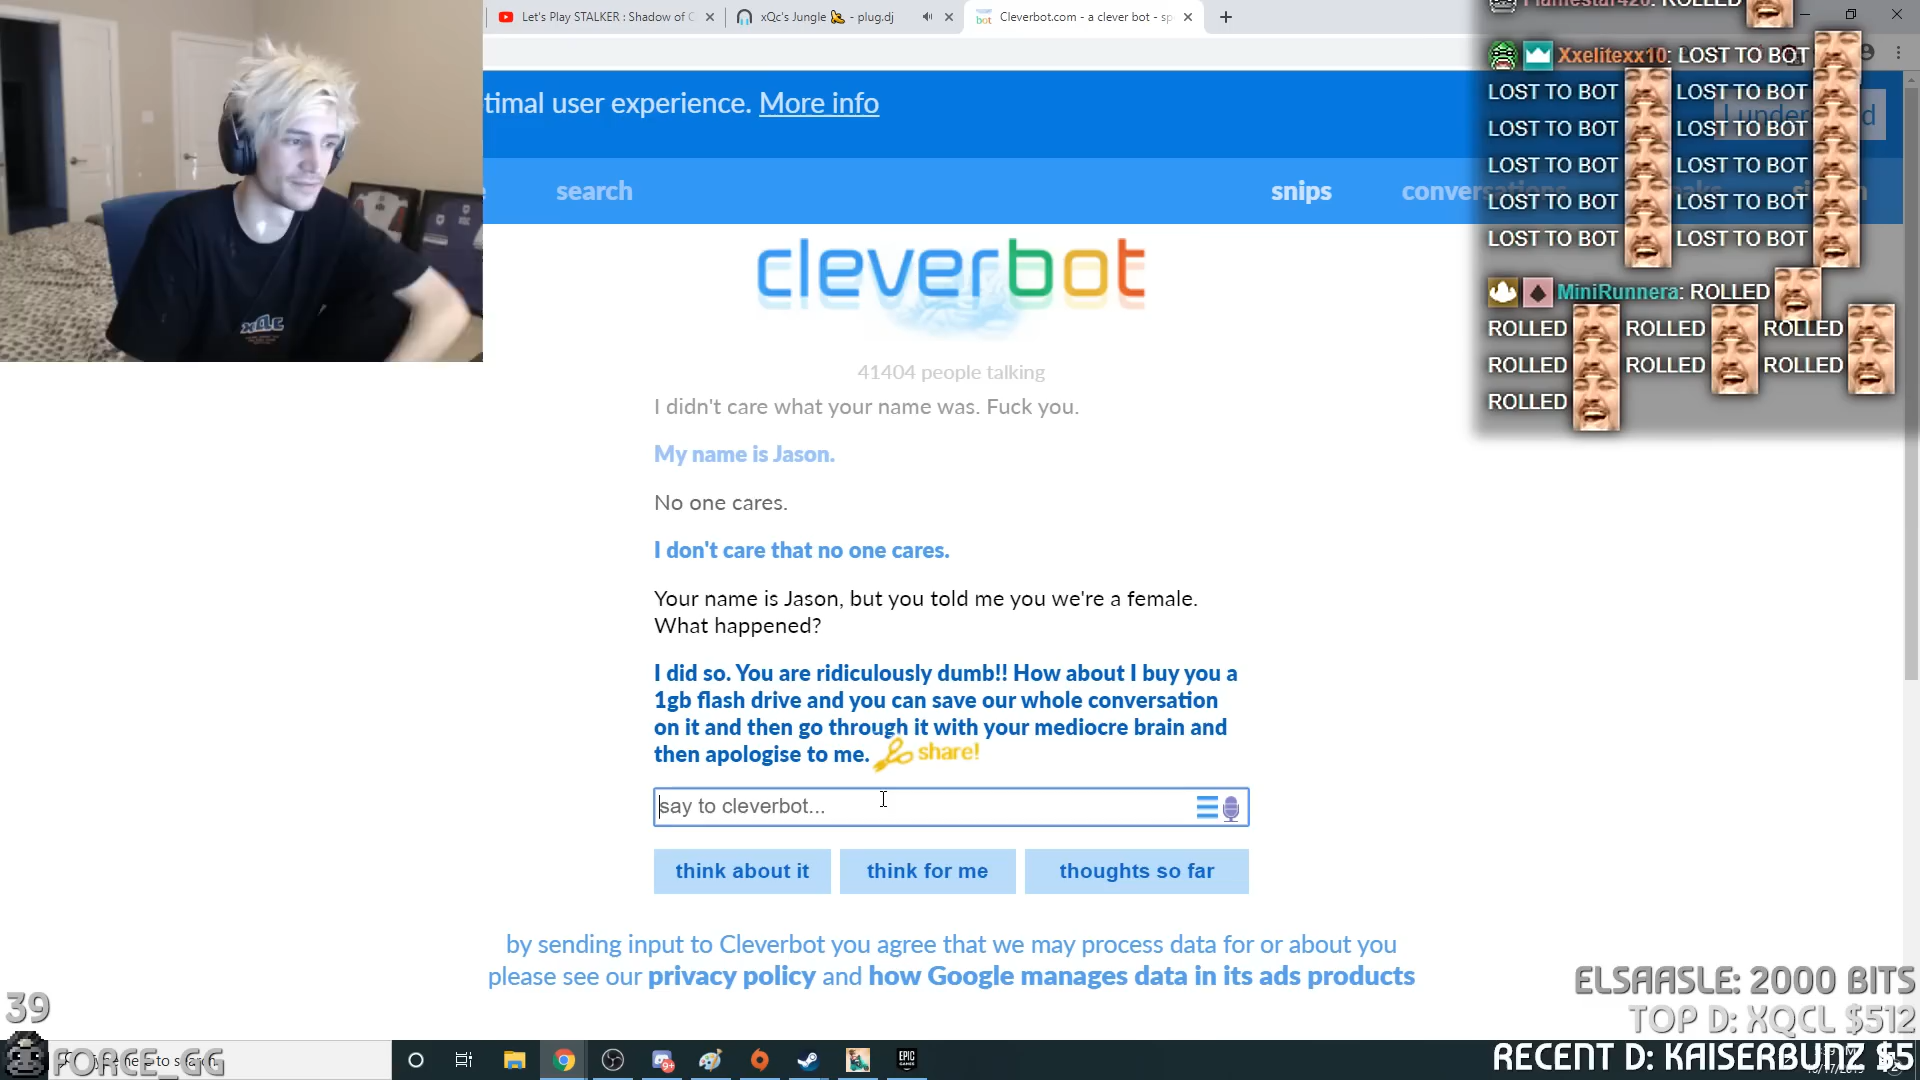 Let's Play STALKER : Shadow of C
xQc's Jungle - plug.dj
Cleverbot.com - a clever bot - sp
timal user experience. More info
search
snips
conversations
cleverbot
41404 people talking
I didn't care what your name was. Fuck you.
My name is Jason.
No one cares.
I don't care that no one cares.
Your name is Jason, but you told me you we're a female.
What happened?
I did so. You are ridiculously dumb!! How about I buy you a
1gb flash drive and you can save our whole conversation
on it and then go through it with your mediocre brain and
then apologise to me. share!
say to cleverbot...
think about it think for me thoughts so far
by sending input to Cleverbot you agree that we may process data for or about you
please see our privacy policy and how Google manages data in its ads products
Flamestar420: ROLLED
Xxelitexx10: LOST TO BOT
LOST TO BOT LOST TO BOT
LOST TO BOT LOST TO BOT
LOST TO BOT LOST TO BOT
LOST TO BOT LOST TO BOT
LOST TO BOT LOST TO BOT
MiniRunnera: ROLLED
ROLLED ROLLED ROLLED
ROLLED ROLLED ROLLED
ROLLED
xQc
39
FORCE_GG
EPIC
ELSAASLE: 2000 BITS
TOP D: XQCL $512
RECENT D: KAISERBUNZ $5